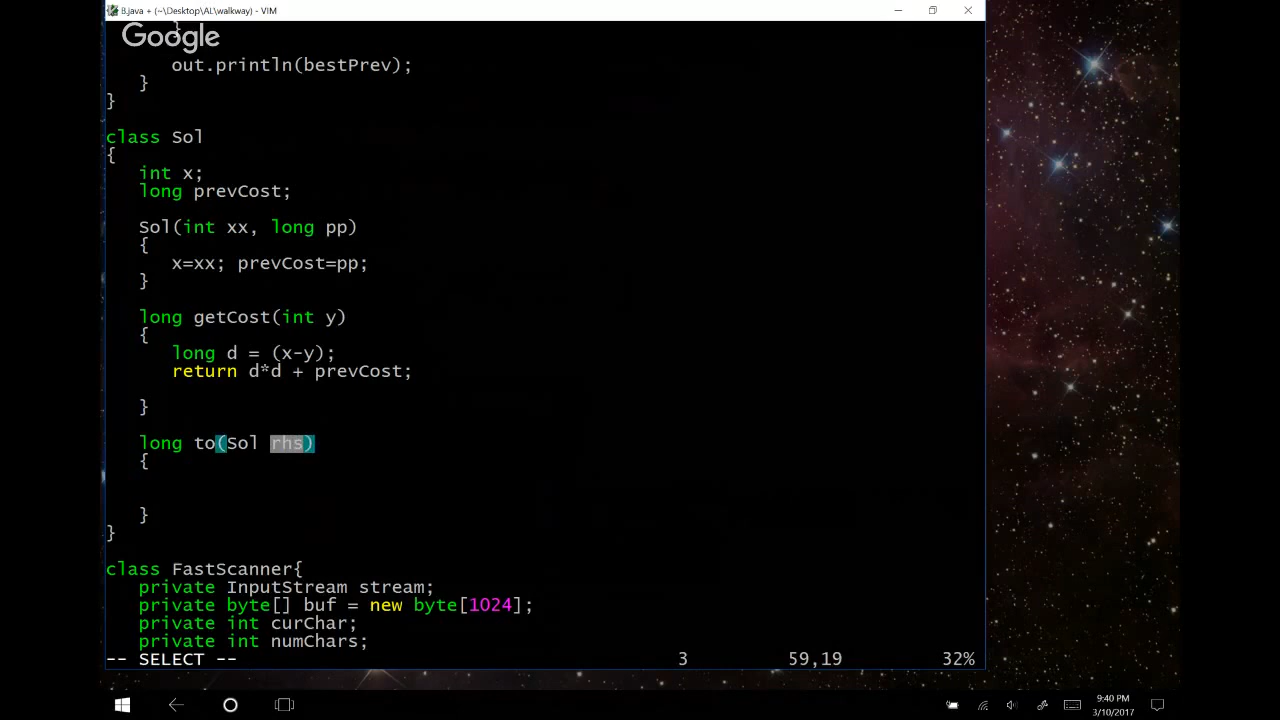 B.java + (~\Desktop\AL\walkway) - VIM
}
Google
out.println(bestPrev);
}
}
class Sol
{
int x;
long prevCost;
Sol(int xx, long pp)
{
x=xx; prevCost=pp;
}
long getCost(int y)
{
long d = (x-y);
return d*d + prevCost;
}
long to(Sol rhs)
{
}
}
class FastScanner{
private InputStream stream;
private byte[] buf = new byte[1024];
private int curChar;
private int numChars;
-- SELECT -- 3 59,19 32%
9:40 PM
3/10/2017